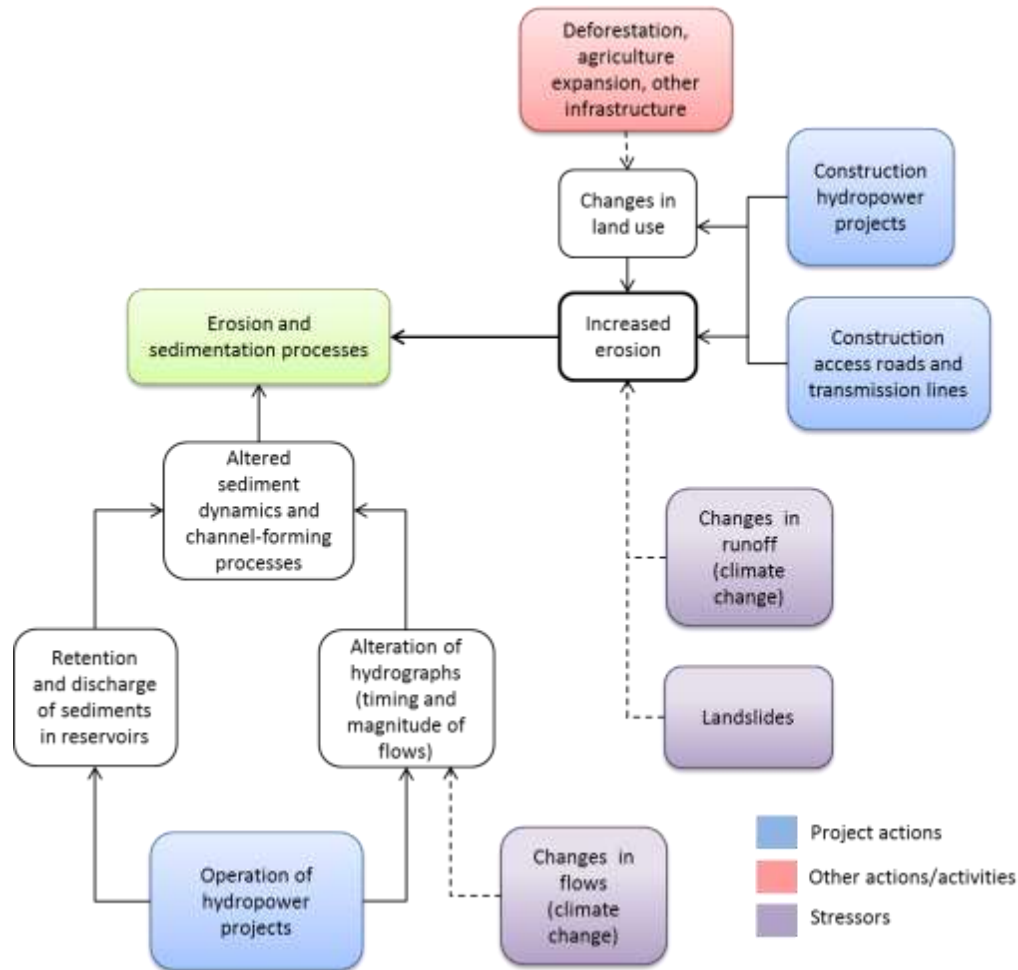 Deforestation,
agriculture
expansion, other
infrastructure
Construction
hydropower
projects
Changes in
land use
Erosion and
sedimentation processes
Increased
erosion
Construction
access roads and
transmission lines
Altered
sediment
dynamics and
channel-forming
processes
Changes in
runoff
(climate
change)
Retention
and discharge
of sediments
in reservoirs
Alteration of
hydrographs
(timing and
magnitude of
flows)
Landslides
Operation of
hydropower
projects
Changes in
flows
(climate
change)
Project actions
Other actions/activities
Stressors